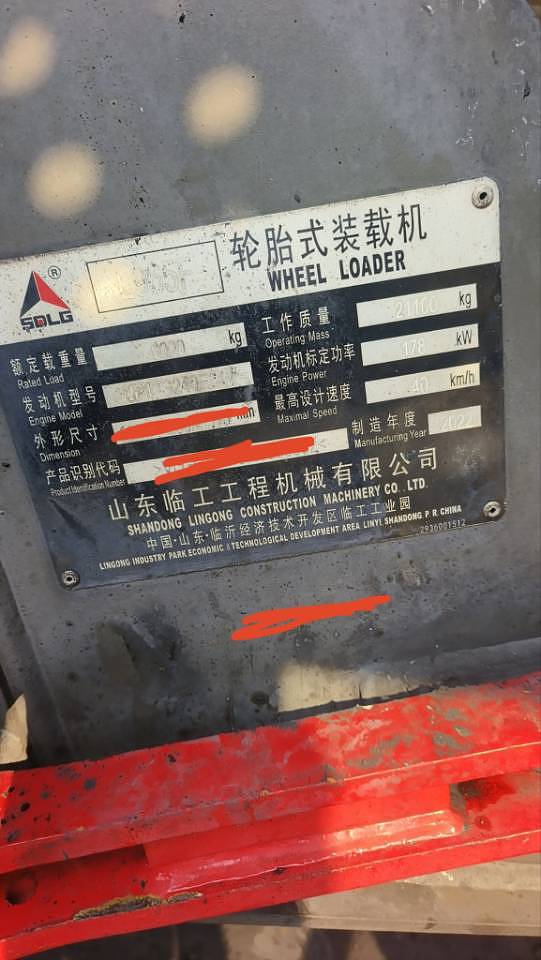 轮胎式装载机
WHEEL LOADER
®
SDLG
额定载重量 kg
Rated Load
工作质量 21100 kg
Operating Mass
发动机型号
Engine Model
发动机标定功率 178 kW
Engine Power
外形尺寸 mm
Dimension
最高设计速度 40 km/h
Maximal Speed
产品识别代码
Product Identification Number
制造年度 2022
Manufacturing Year
山东临工工程机械有限公司
SHANDONG LINGONG CONSTRUCTION MACHINERY CO. LTD.
中国·山东·临沂经济技术开发区临工工业园
LINGONG INDUSTRY PARK ECONOMIC & TECHNOLOGICAL DEVELOPMENT AREA LINYI SHANDONG P. R. CHINA
2936001512